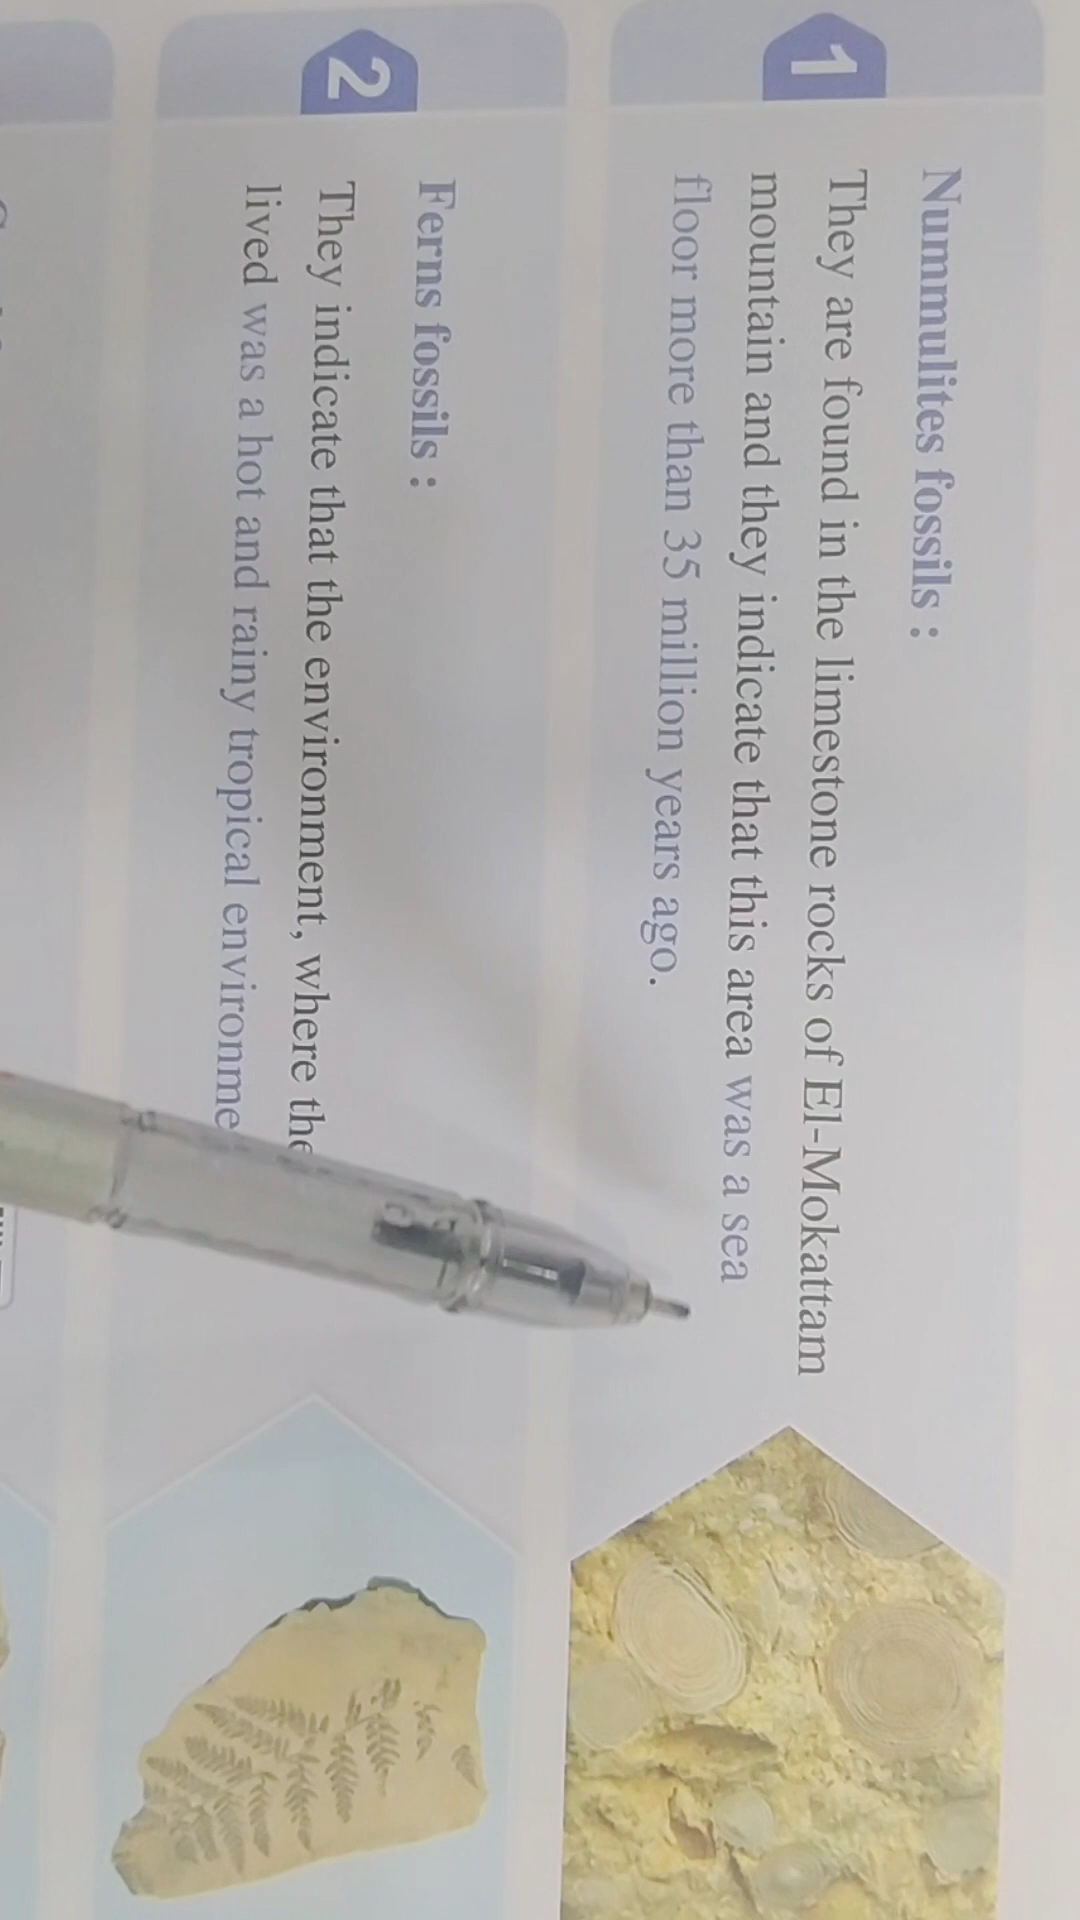 1
Nummulites fossils :
They are found in the limestone rocks of El-Mokattam
mountain and they indicate that this area was a sea
floor more than 35 million years ago.
2
Ferns fossils :
They indicate that the environment, where
lived was a hot and rainy tropical